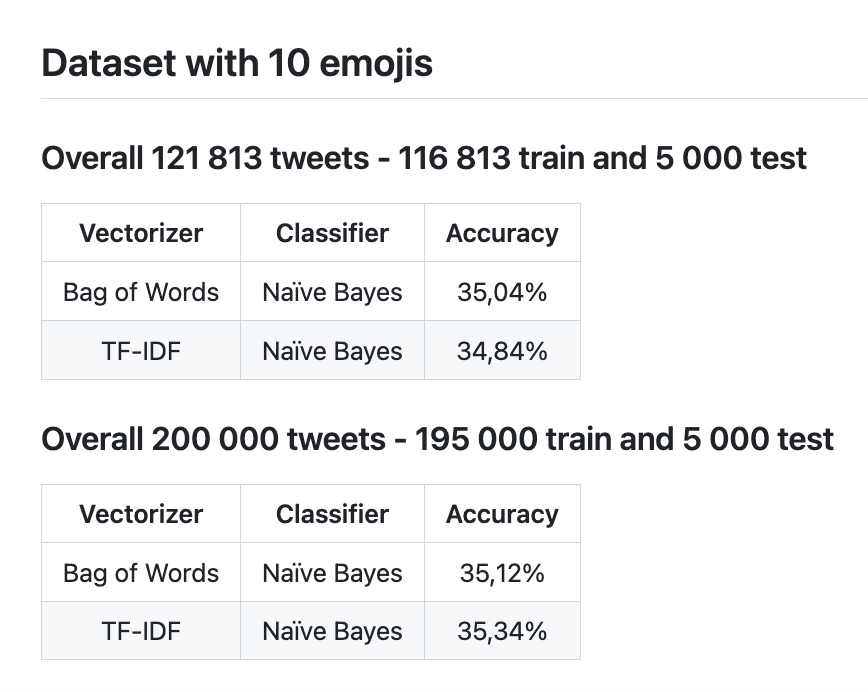 Dataset with 10 emojis
Overall 121 813 tweets - 116 813 train and 5 000 test
Vectorizer Classifier Accuracy
Bag of Words Naïve Bayes 35,04%
TF-IDF Naïve Bayes 34,84%
Overall 200 000 tweets - 195 000 train and 5 000 test
Vectorizer Classifier Accuracy
Bag of Words Naïve Bayes 35,12%
TF-IDF Naïve Bayes 35,34%